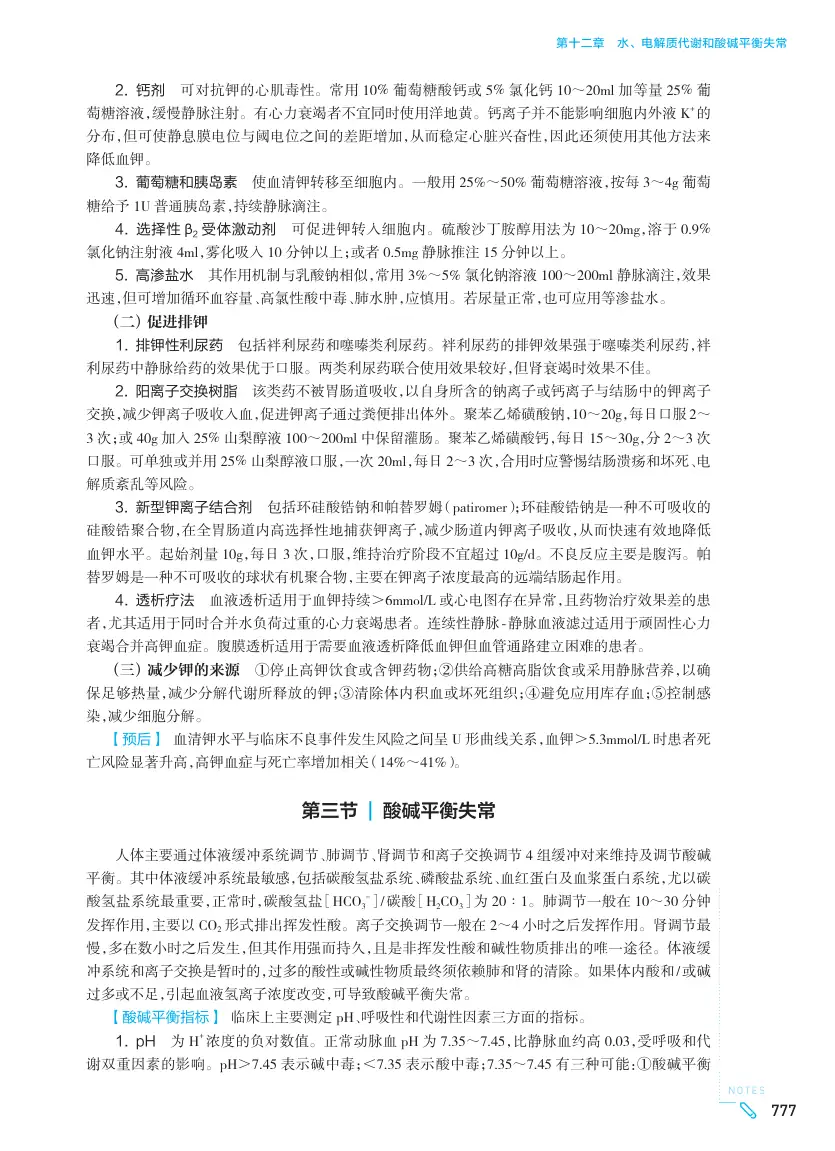 第十二章 水、电解质代谢和酸碱平衡失常
2. 钙剂 可对抗钾的心肌毒性。常用 10% 葡萄糖酸钙或 5% 氯化钙 10～20ml 加等量 25% 葡
萄糖溶液,缓慢静脉注射。有心力衰竭者不宜同时使用洋地黄。钙离子并不能影响细胞内外液 K⁺的
分布,但可使静息膜电位与阈电位之间的差距增加,从而稳定心脏兴奋性,因此还须使用其他方法来
降低血钾。
3. 葡萄糖和胰岛素 使血清钾转移至细胞内。一般用 25%～50% 葡萄糖溶液,按每 3～4g 葡萄
糖给予 1U 普通胰岛素,持续静脉滴注。
4. 选择性 β₂ 受体激动剂 可促进钾转入细胞内。硫酸沙丁胺醇用法为 10～20mg,溶于 0.9%
氯化钠注射液 4ml,雾化吸入 10 分钟以上;或者 0.5mg 静脉推注 15 分钟以上。
5. 高渗盐水 其作用机制与乳酸钠相似,常用 3%～5% 氯化钠溶液 100～200ml 静脉滴注,效果
迅速,但可增加循环血容量、高氯性酸中毒、肺水肿,应慎用。若尿量正常,也可应用等渗盐水。
(二) 促进排钾
1. 排钾性利尿药 包括袢利尿药和噻嗪类利尿药。袢利尿药的排钾效果强于噻嗪类利尿药,袢
利尿药中静脉给药的效果优于口服。两类利尿药联合使用效果较好,但肾衰竭时效果不佳。
2. 阳离子交换树脂 该类药不被胃肠道吸收,以自身所含的钠离子或钙离子与结肠中的钾离子
交换,减少钾离子吸收入血,促进钾离子通过粪便排出体外。聚苯乙烯磺酸钠,10～20g,每日口服 2～
3 次;或 40g 加入 25% 山梨醇液 100～200ml 中保留灌肠。聚苯乙烯磺酸钙,每日 15～30g,分 2～3 次
口服。可单独或并用 25% 山梨醇液口服,一次 20ml,每日 2～3 次,合用时应警惕结肠溃疡和坏死、电
解质紊乱等风险。
3. 新型钾离子结合剂 包括环硅酸锆钠和帕替罗姆(patiromer);环硅酸锆钠是一种不可吸收的
硅酸锆聚合物,在全胃肠道内高选择性地捕获钾离子,减少肠道内钾离子吸收,从而快速有效地降低
血钾水平。起始剂量 10g,每日 3 次,口服,维持治疗阶段不宜超过 10g/d。不良反应主要是腹泻。帕
替罗姆是一种不可吸收的球状有机聚合物,主要在钾离子浓度最高的远端结肠起作用。
4. 透析疗法 血液透析适用于血钾持续＞6mmol/L 或心电图存在异常,且药物治疗效果差的患
者,尤其适用于同时合并水负荷过重的心力衰竭患者。连续性静脉-静脉血液滤过适用于顽固性心力
衰竭合并高钾血症。腹膜透析适用于需要血液透析降低血钾但血管通路建立困难的患者。
(三) 减少钾的来源 ①停止高钾饮食或含钾药物;②供给高糖高脂饮食或采用静脉营养,以确
保足够热量,减少分解代谢所释放的钾;③清除体内积血或坏死组织;④避免应用库存血;⑤控制感
染,减少细胞分解。
【预后】 血清钾水平与临床不良事件发生风险之间呈 U 形曲线关系,血钾＞5.3mmol/L 时患者死
亡风险显著升高,高钾血症与死亡率增加相关(14%～41%)。
第三节 | 酸碱平衡失常
人体主要通过体液缓冲系统调节、肺调节、肾调节和离子交换调节 4 组缓冲对来维持及调节酸碱
平衡。其中体液缓冲系统最敏感,包括碳酸氢盐系统、磷酸盐系统、血红蛋白及血浆蛋白系统,尤以碳
酸氢盐系统最重要,正常时,碳酸氢盐[HCO₃⁻]/碳酸[H₂CO₃]为 20∶1。肺调节一般在 10～30 分钟
发挥作用,主要以 CO₂ 形式排出挥发性酸。离子交换调节一般在 2～4 小时之后发挥作用。肾调节最
慢,多在数小时之后发生,但其作用强而持久,且是非挥发性酸和碱性物质排出的唯一途径。体液缓
冲系统和离子交换是暂时的,过多的酸性或碱性物质最终须依赖肺和肾的清除。如果体内酸和/或碱
过多或不足,引起血液氢离子浓度改变,可导致酸碱平衡失常。
【酸碱平衡指标】 临床上主要测定 pH、呼吸性和代谢性因素三方面的指标。
1. pH 为 H⁺浓度的负对数值。正常动脉血 pH 为 7.35～7.45,比静脉血约高 0.03,受呼吸和代
谢双重因素的影响。pH＞7.45 表示碱中毒;＜7.35 表示酸中毒;7.35～7.45 有三种可能:①酸碱平衡
NOTES
777